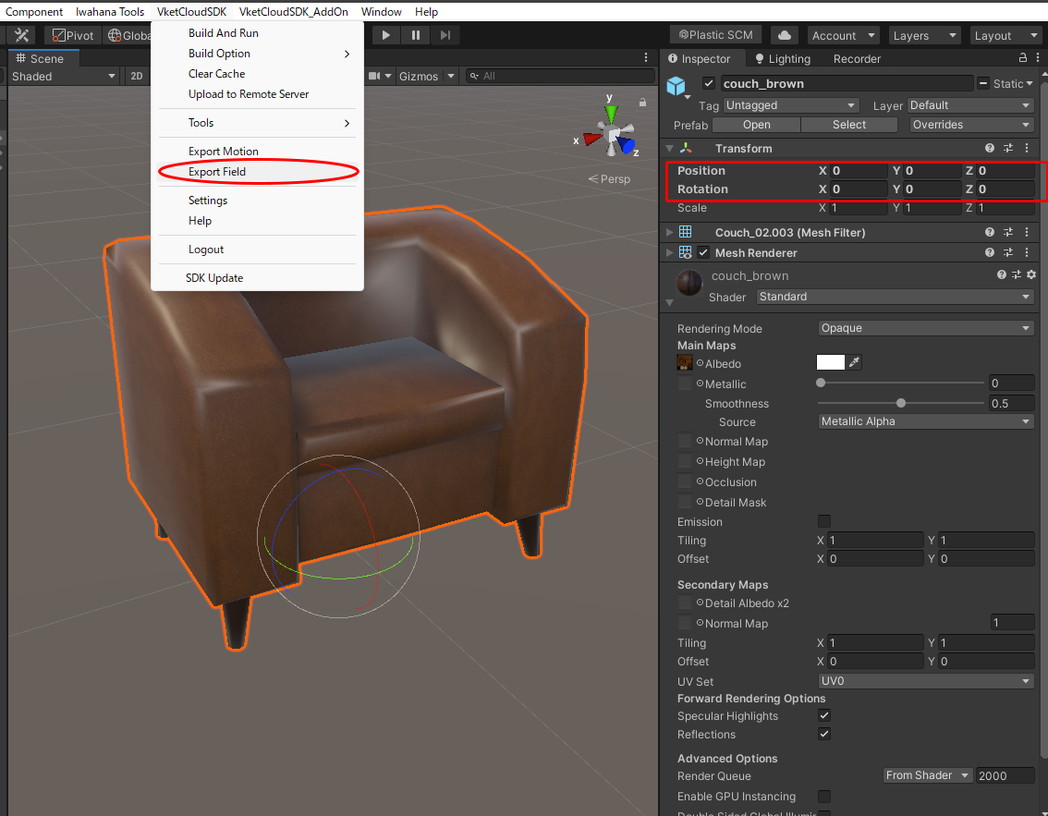 Component Iwahana Tools VketCloudSDK VketCloudSDK_AddOn Window Help
Build And Run
Build Option
Clear Cache
Upload to Remote Server
Tools
Export Motion
Export Field
Settings
Help
Logout
SDK Update
Pivot Globa
Plastic SCM Account Layers Layout
Scene
Shaded 2D Gizmos All
y
x
z
Persp
Inspector Lighting Recorder
couch_brown Static
Tag Untagged Layer Default
Prefab Open Select Overrides
Transform
Position X 0 Y 0 Z 0
Rotation X 0 Y 0 Z 0
Scale X 1 Y 1 Z 1
Couch_02.003 (Mesh Filter)
Mesh Renderer
couch_brown
Shader Standard
Rendering Mode Opaque
Main Maps
Albedo
Metallic 0
Smoothness 0.5
Source Metallic Alpha
Normal Map
Height Map
Occlusion
Detail Mask
Emission
Tiling X 1 Y 1
Offset X 0 Y 0
Secondary Maps
Detail Albedo x2
Normal Map 1
Tiling X 1 Y 1
Offset X 0 Y 0
UV Set UV0
Forward Rendering Options
Specular Highlights
Reflections
Advanced Options
Render Queue From Shader 2000
Enable GPU Instancing